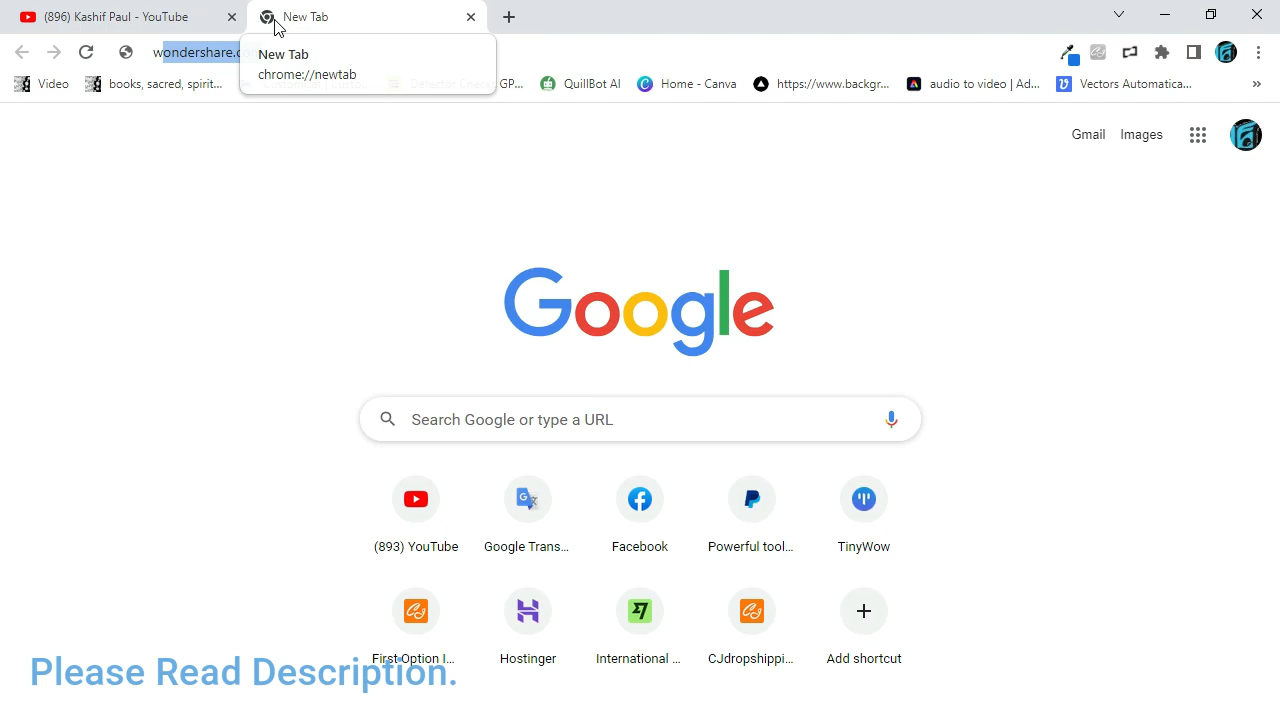 (896) Kashif Paul - YouTube
New Tab
wondershare.c
New Tab
chrome://newtab
Video
books, sacred, spirit...
GP...
QuillBot AI
Home - Canva
https://www.backgr...
audio to video | Ad...
Vectors Automatica...
Gmail
Images
Google
Search Google or type a URL
(893) YouTube
Google Trans...
Facebook
Powerful tool...
TinyWow
First Option I...
Hostinger
International ...
CJdropshippi...
Add shortcut
Please Read Description.